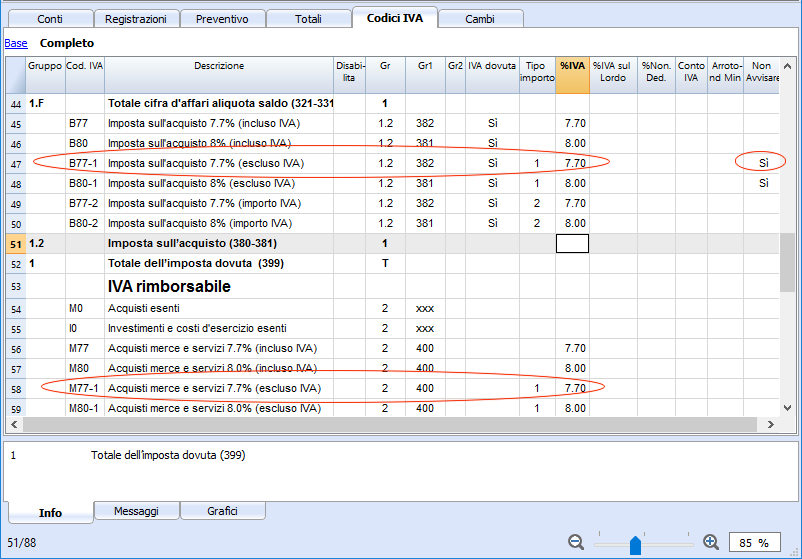 Conti Registrazioni Preventivo Totali Codici IVA Cambi
Base Completo
Gruppo Cod. IVA Descrizione Disabi- lita Gr Gr1 Gr2 IVA dovuta Tipo importo %IVA %IVA sul Lordo %Non. Ded. Conto IVA Arroto- nd Min Non Avvisare
44 1.F Totale cifra d'affari aliquota saldo (321-331 1
45 B77 Imposta sull'acquisto 7.7% (incluso IVA) 1.2 382 Sì 7.70
46 B80 Imposta sull'acquisto 8% (incluso IVA) 1.2 381 Sì 8.00
47 B77-1 Imposta sull'acquisto 7.7% (escluso IVA) 1.2 382 Sì 1 7.70 Sì
48 B80-1 Imposta sull'acquisto 8% (escluso IVA) 1.2 381 Sì 1 8.00 Sì
49 B77-2 Imposta sull'acquisto 7.7% (importo IVA) 1.2 382 Sì 2 7.70
50 B80-2 Imposta sull'acquisto 8% (importo IVA) 1.2 381 Sì 2 8.00
51 1.2 Imposta sull'acquisto (380-381) 1
52 1 Totale dell'imposta dovuta (399) T
53 IVA rimborsabile
54 M0 Acquisti esenti 2 xxx
55 I0 Investimenti e costi d'esercizio esenti 2 xxx
56 M77 Acquisti merce e servizi 7.7% (incluso IVA) 2 400 7.70
57 M80 Acquisti merce e servizi 8.0% (incluso IVA) 2 400 8.00
58 M77-1 Acquisti merce e servizi 7.7% (escluso IVA) 2 400 1 7.70
59 M80-1 Acquisti merce e servizi 8.0% (escluso IVA) 2 400 1 8.00
1 Totale dell'imposta dovuta (399)
Info Messaggi Grafici
51/88 85 %